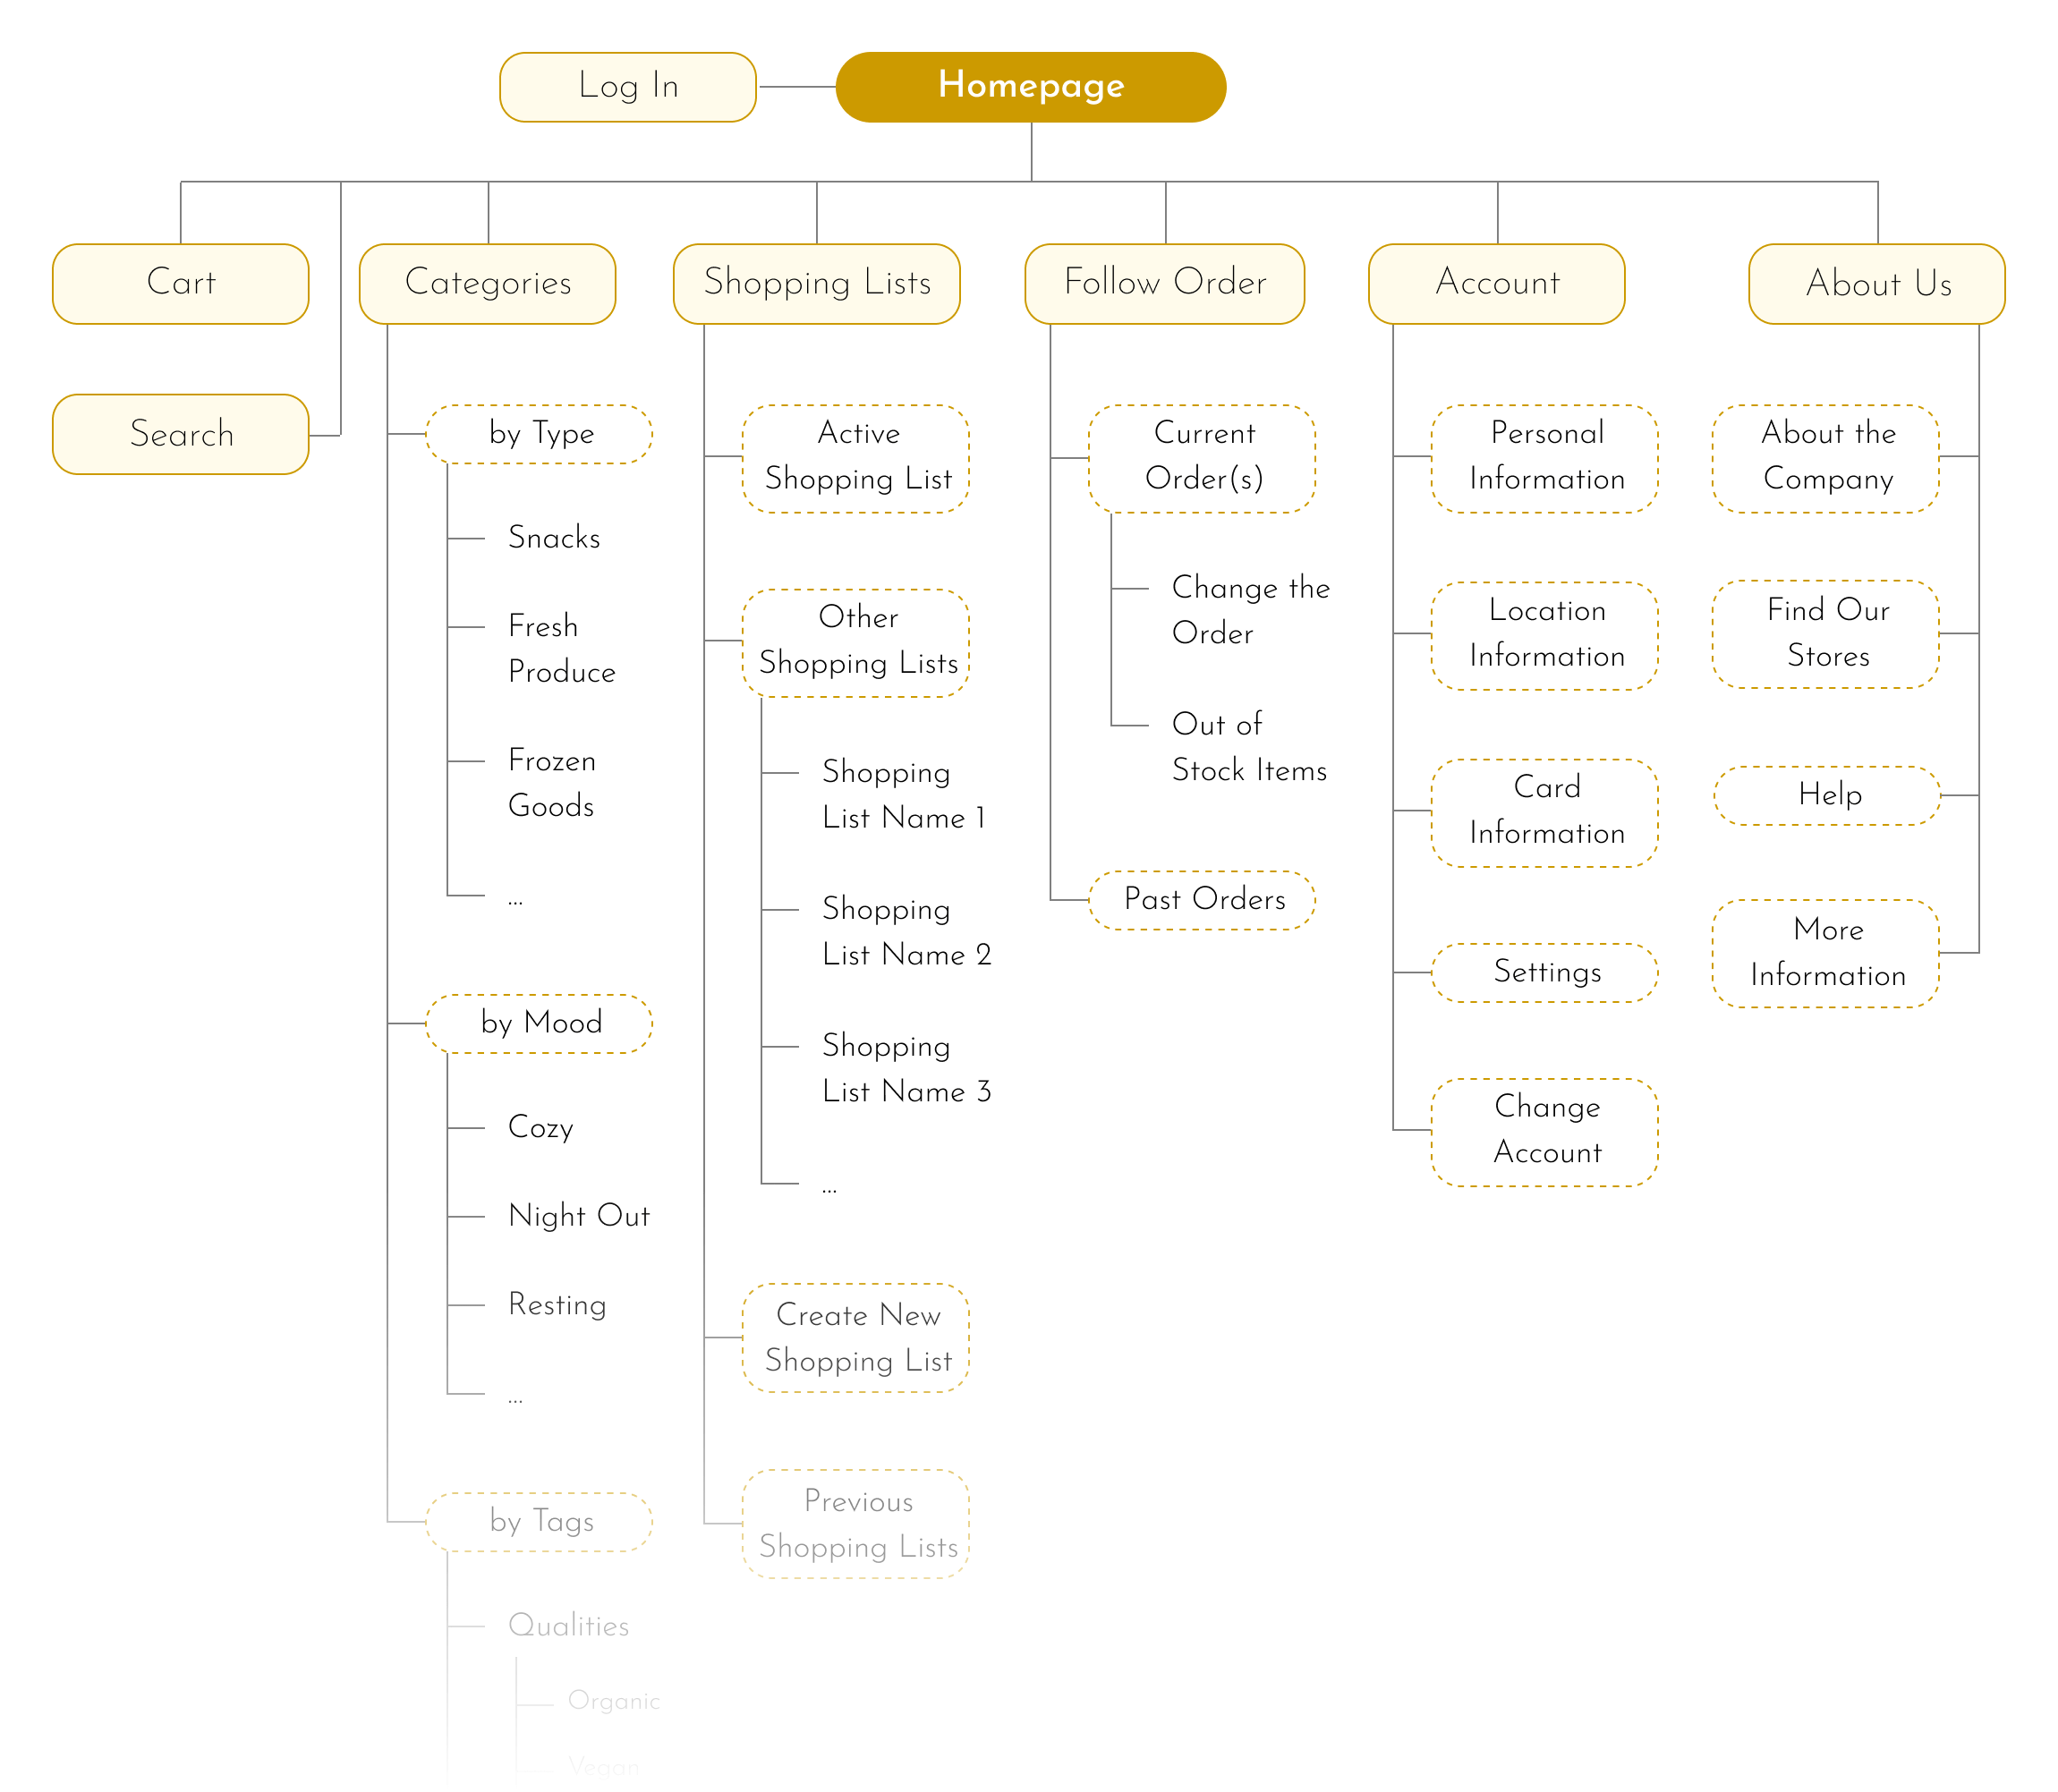 Log In
Homepage
Cart
Search
Categories
by Type
Snacks
Fresh
Produce
Frozen
Goods
...
by Mood
Cozy
Night Out
Resting
...
by Tags
Qualities
Organic
Vegan
Shopping Lists
Active
Shopping List
Other
Shopping Lists
Shopping
List Name 1
Shopping
List Name 2
Shopping
List Name 3
...
Create New
Shopping List
Previous
Shopping Lists
Follow Order
Current
Order(s)
Change the
Order
Out of
Stock Items
Past Orders
Account
Personal
Information
Location
Information
Card
Information
Settings
Change
Account
About Us
About the
Company
Find Our
Stores
Help
More
Information